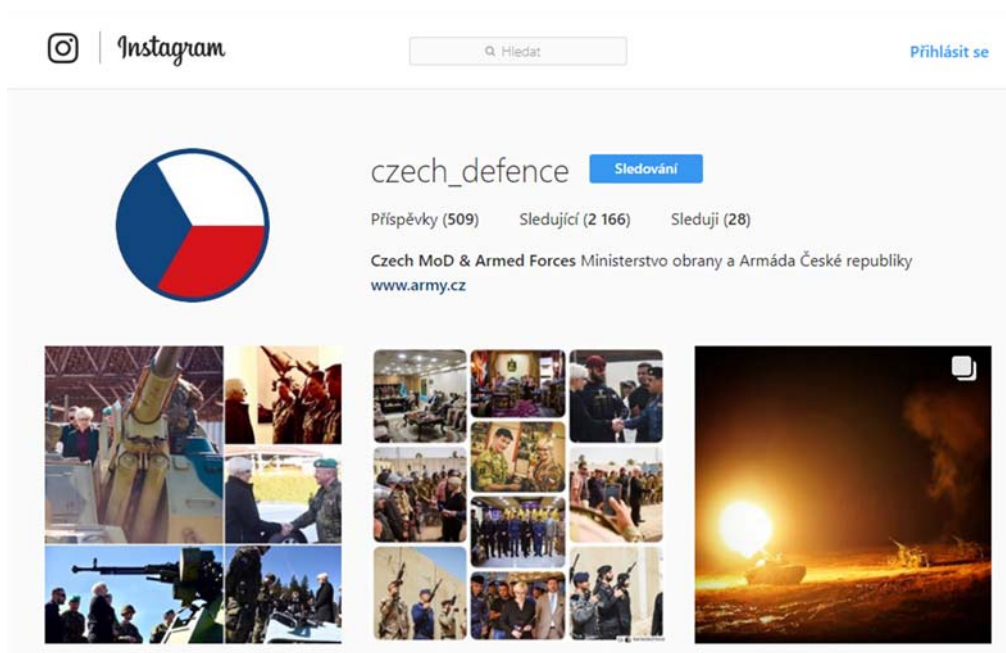 Instagram
Hledat
Přihlásit se
czech_defence
Sledování
Příspěvky (509) Sledující (2 166) Sleduji (28)
Czech MoD & Armed Forces Ministerstvo obrany a Armáda České republiky
www.army.cz